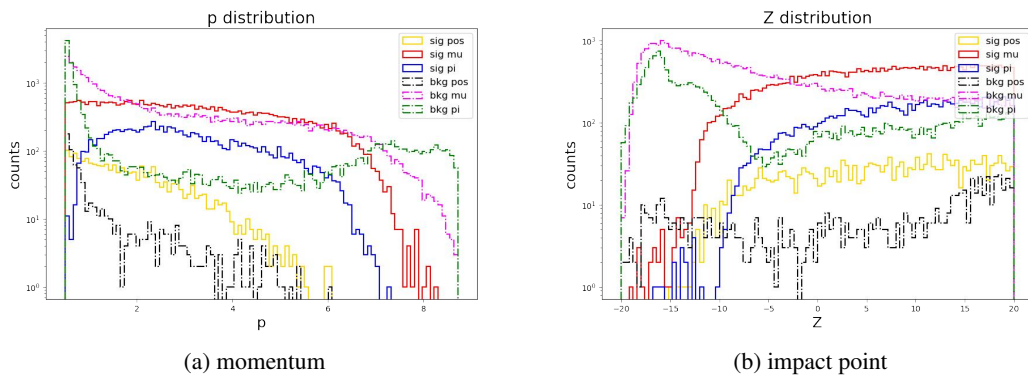 p distribution
counts
10³
10²
10¹
10⁰
2
4
6
8
p
sig pos
sig mu
sig pi
bkg pos
bkg mu
bkg pi
(a) momentum
Z distribution
counts
10³
10²
10¹
10⁰
−20
−15
−10
−5
0
5
10
15
20
Z
sig pos
sig mu
sig pi
bkg pos
bkg mu
bkg pi
(b) impact point